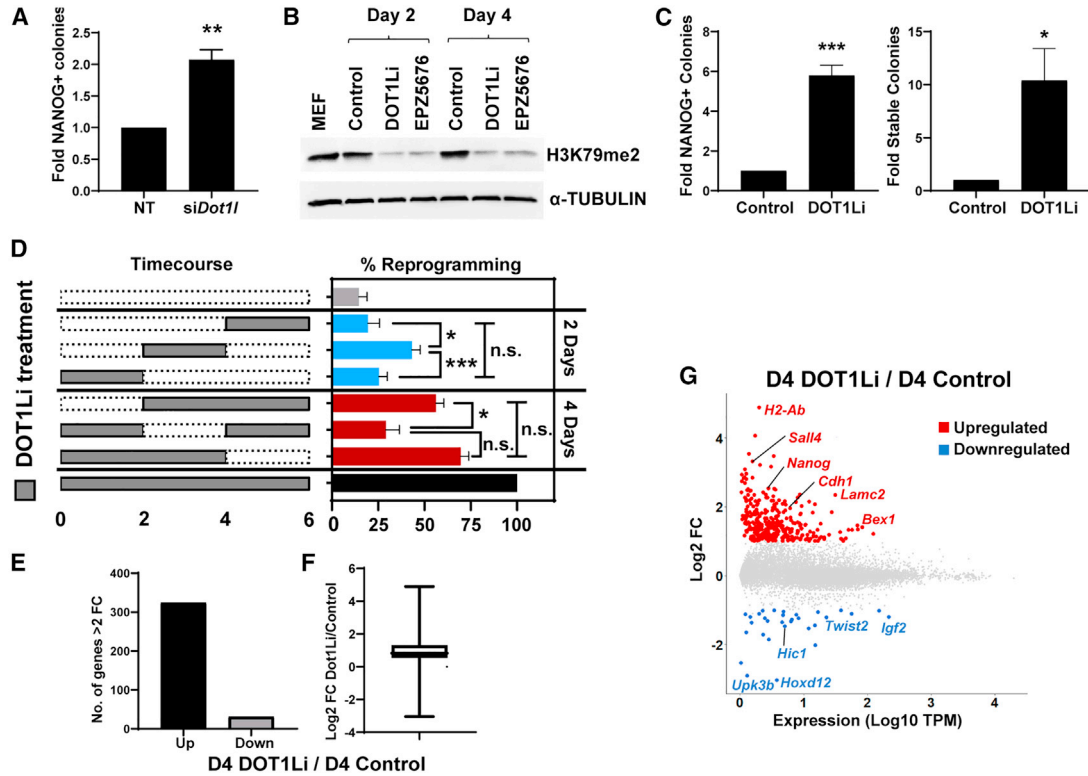 A
Fold NANOG+ colonies
2.5
2.0
1.5
1.0
0.5
0.0
**
NT
siDot1l
B
Day 2
Day 4
MEF
Control
DOT1Li
EPZ5676
Control
DOT1Li
EPZ5676
H3K79me2
α-TUBULIN
C
Fold NANOG+ Colonies
8
6
4
2
0
***
Control
DOT1Li
Fold Stable Colonies
15
10
5
0
*
Control
DOT1Li
D
Timecourse
% Reprogramming
DOT1Li treatment
*
***
n.s.
2 Days
*
n.s.
n.s.
4 Days
0 2 4 6
0 25 50 75 100
E
No. of genes >2 FC
400
300
200
100
0
Up
Down
F
Log2 FC Dot1Li/Control
6
4
2
0
-2
-4
D4 DOT1Li / D4 Control
G
D4 DOT1Li / D4 Control
Upregulated
Downregulated
H2-Ab
Sall4
Nanog
Cdh1
Lamc2
Bex1
Twist2
Igf2
Hic1
Upk3b
Hoxd12
Log2 FC
4
2
0
-2
0 1 2 3 4
Expression (Log10 TPM)